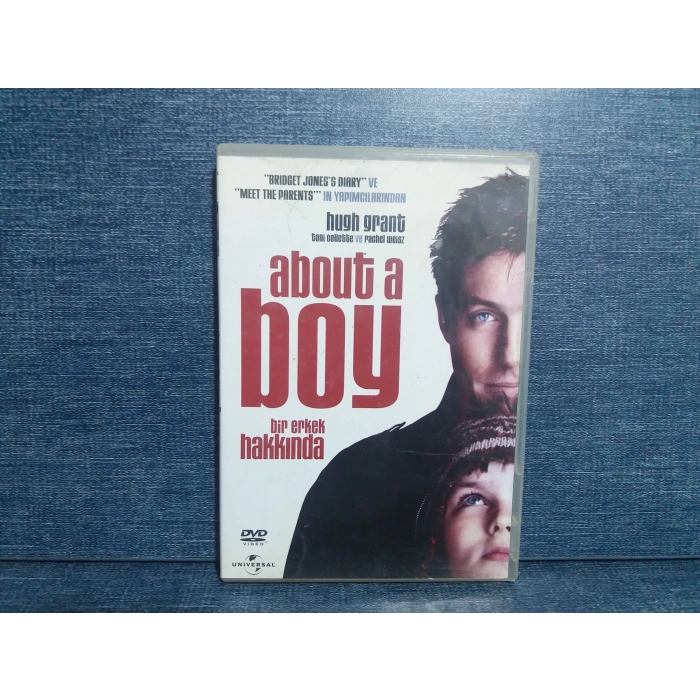 "BRIDGET JONES'S DIARY" VE
"MEET THE PARENTS"' IN YAPIMCILARINDAN
hugh grant
toni collette ve rachel weisz
about a
boy
bir erkek
hakkında
DVD
VIDEO
UNIVERSAL